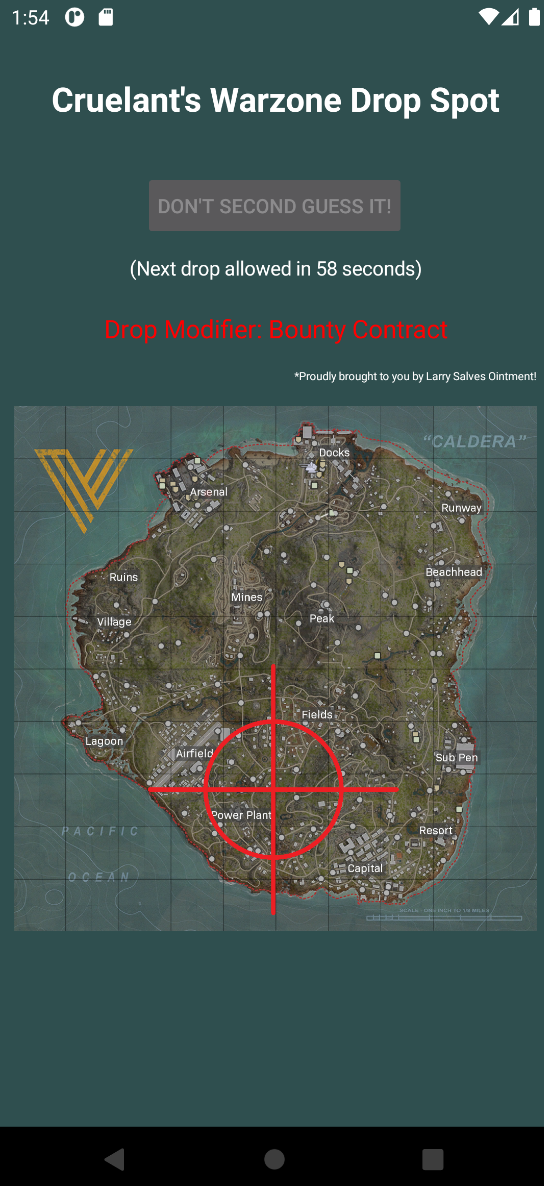 1:54
Cruelant's Warzone Drop Spot
DON'T SECOND GUESS IT!
(Next drop allowed in 58 seconds)
Drop Modifier: Bounty Contract
*Proudly brought to you by Larry Salves Ointment!
"CALDERA"
Docks
Arsenal
Runway
Beachhead
Ruins
Mines
Village
Peak
Fields
Lagoon
Airfield
Sub Pen
Power Plant
Resort
PACIFIC
Capital
OCEAN